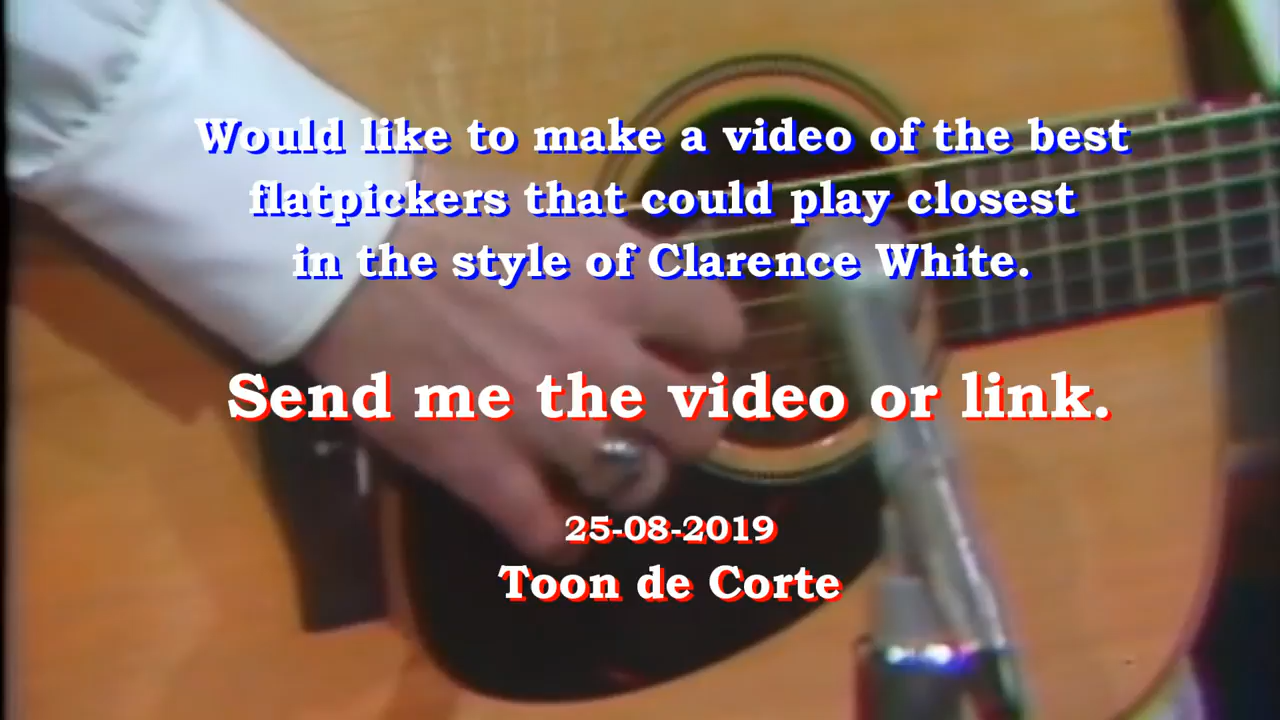 Would like to make a video of the best
flatpickers that could play closest
in the style of Clarence White.
Send me the video or link.
25-08-2019
Toon de Corte